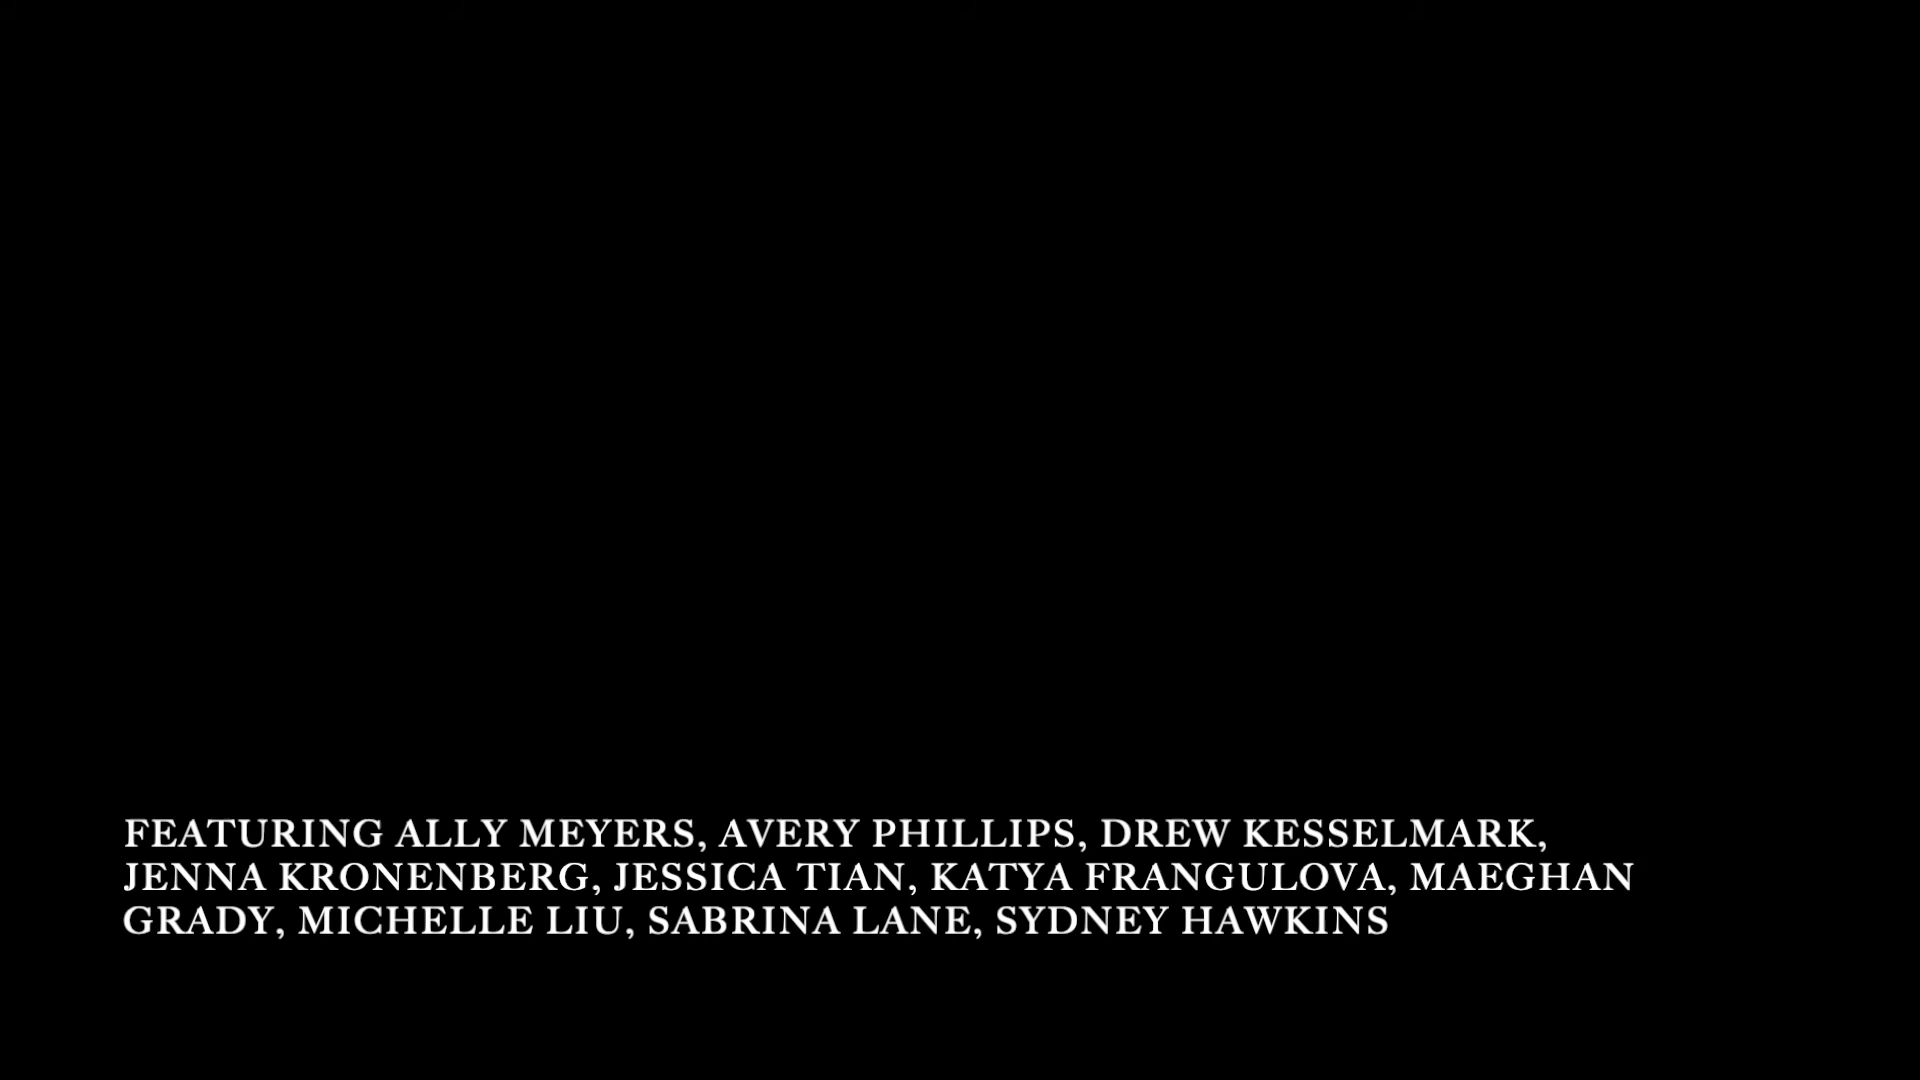 FEATURING ALLY MEYERS, AVERY PHILLIPS, DREW KESSELMARK,
JENNA KRONENBERG, JESSICA TIAN, KATYA FRANGULOVA, MAEGHAN
GRADY, MICHELLE LIU, SABRINA LANE, SYDNEY HAWKINS